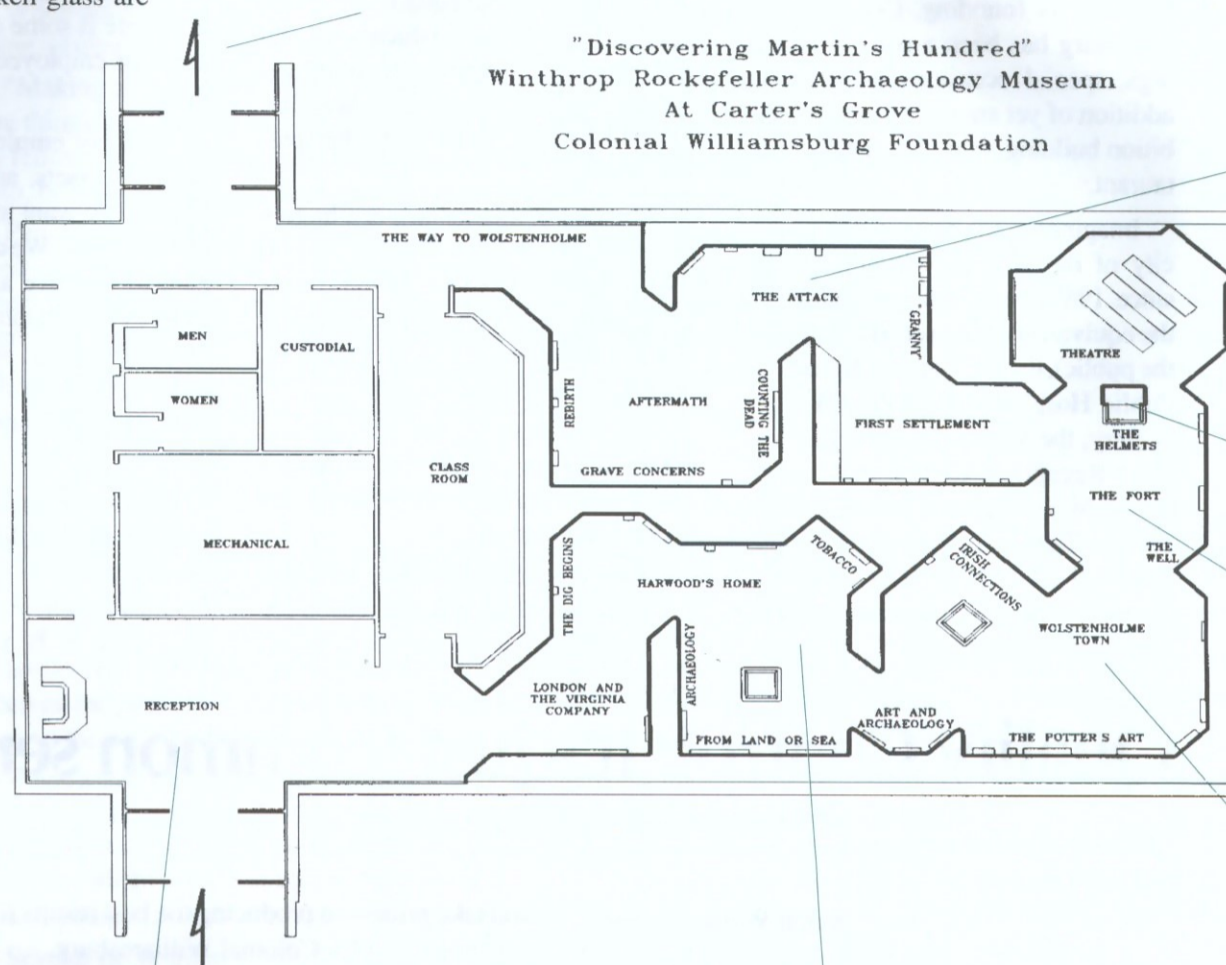 ken glass are
"Discovering Martin's Hundred"
Winthrop Rockefeller Archaeology Museum
At Carter's Grove
Colonial Williamsburg Foundation
THE WAY TO WOLSTENHOLME
THE ATTACK
"GRANNY"
THEATRE
MEN
CUSTODIAL
WOMEN
REBIRTH
AFTERMATH
COUNTING THE
DEAD
FIRST SETTLEMENT
THE
HELMETS
GRAVE CONCERNS
CLASS
ROOM
THE FORT
MECHANICAL
THE DIG BEGINS
HARWOOD'S HOME
TOBACCO
IRISH
CONNECTIONS
THE
WELL
WOLSTENHOLME
TOWN
ARCHAEOLOGY
LONDON AND
THE VIRGINIA
COMPANY
RECEPTION
FROM LAND OR SEA
ART AND
ARCHAEOLOGY
THE POTTER'S ART